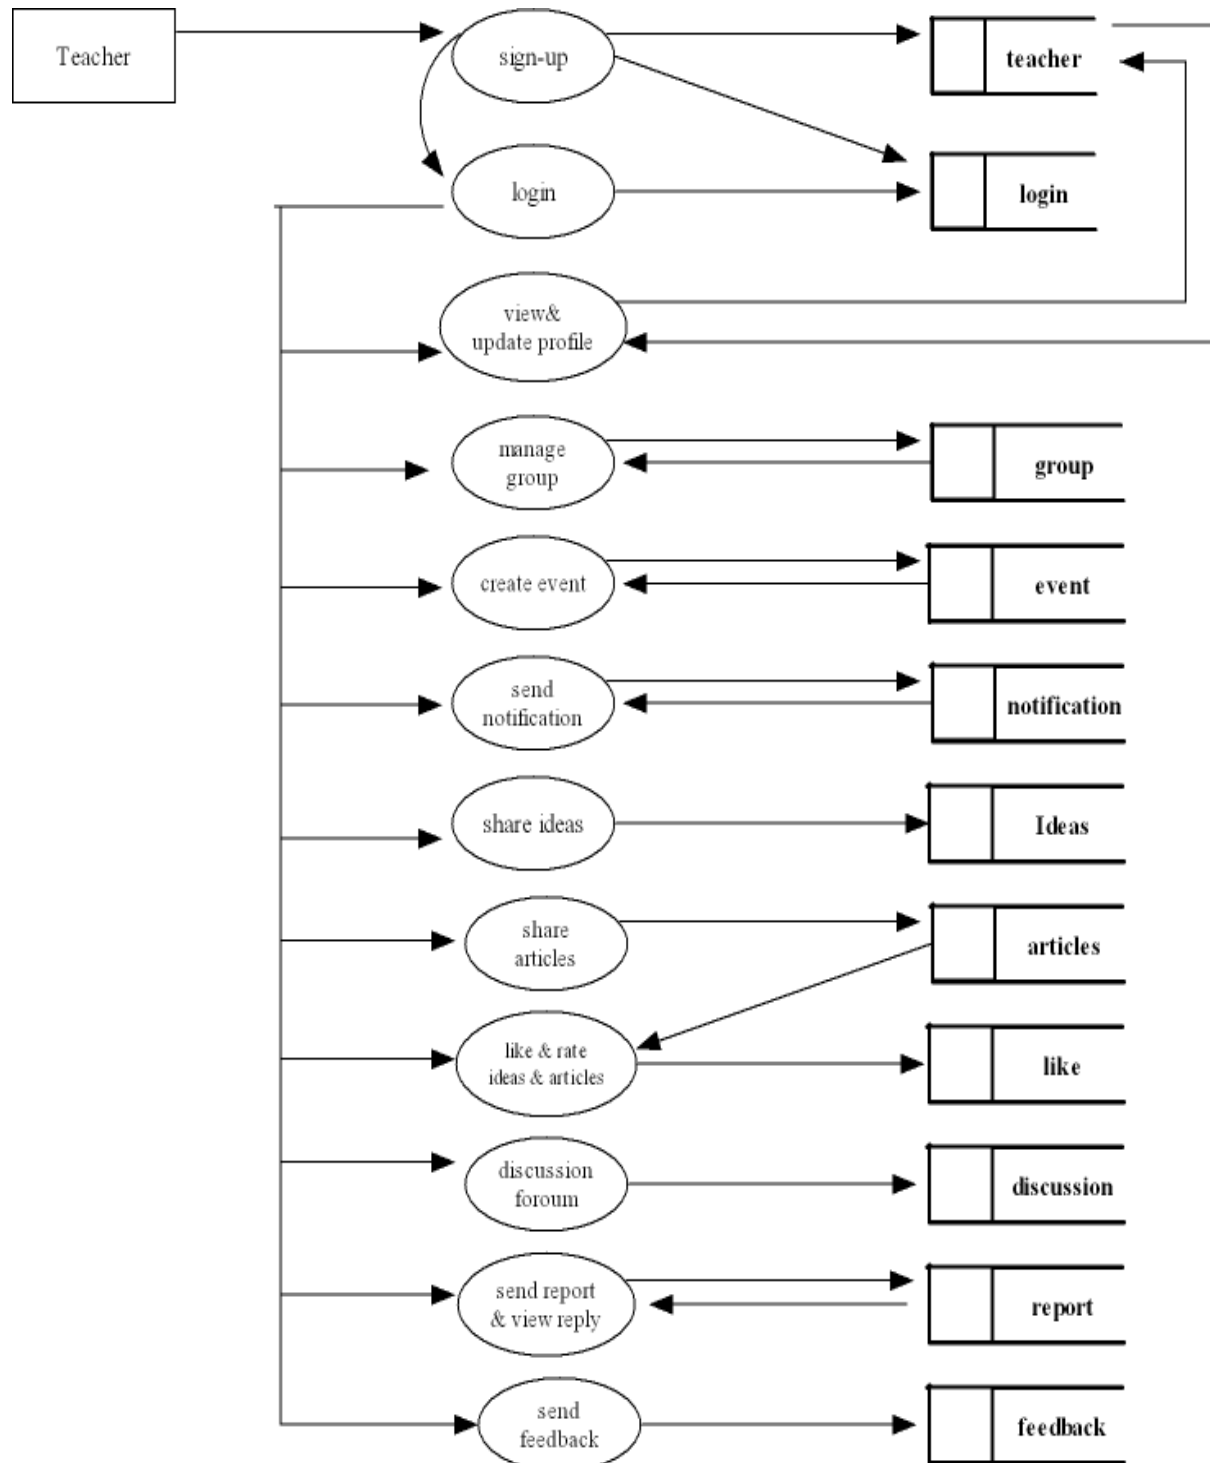 Teacher
sign-up
teacher
login
login
view&
update profile
manage
group
group
create event
event
send
notification
notification
share ideas
Ideas
share
articles
articles
like & rate
ideas & articles
like
discussion
foroum
discussion
send report
& view reply
report
send
feedback
feedback